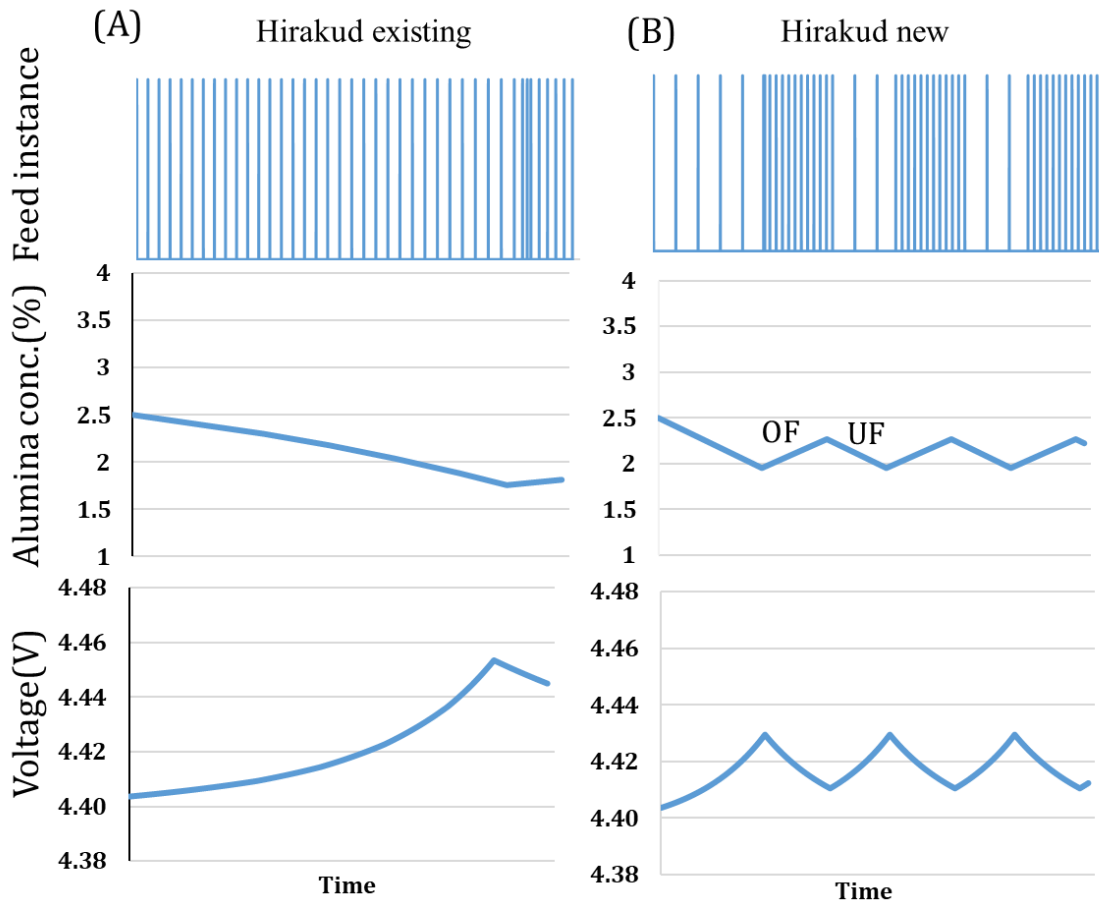 (A)
Hirakud existing
(B)
Hirakud new
Feed instance
Alumina conc.(%)
4
3.5
3
2.5
2
1.5
1
4
3.5
3
2.5
2
1.5
1
OF
UF
Voltage(V)
4.48
4.46
4.44
4.42
4.40
4.38
Time
4.48
4.46
4.44
4.42
4.40
4.38
Time